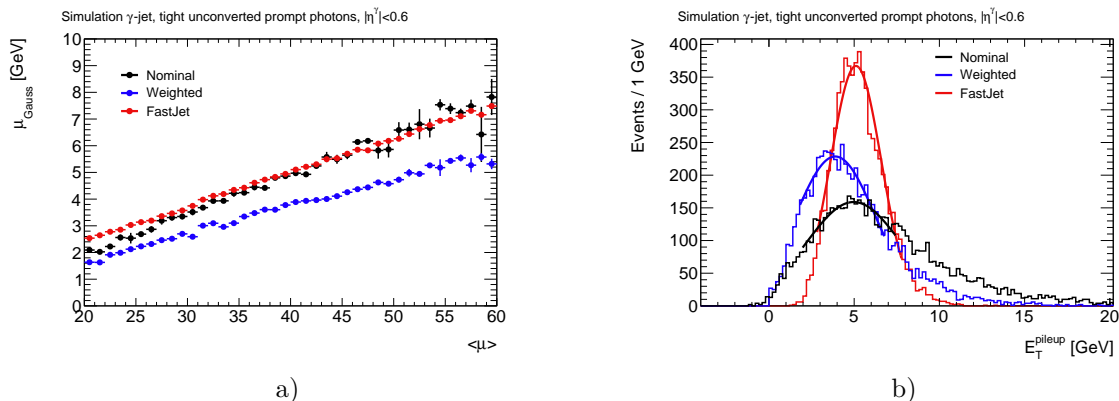 Simulation γ-jet, tight unconverted prompt photons, |η^γ|<0.6
μ_Gauss [GeV]
10
9
8
7
6
5
4
3
2
1
0
Nominal
Weighted
FastJet
20 25 30 35 40 45 50 55 60
<μ>
a)
Simulation γ-jet, tight unconverted prompt photons, |η^γ|<0.6
Events / 1 GeV
400
350
300
250
200
150
100
50
0
Nominal
Weighted
FastJet
0 5 10 15 20
E_T^pileup [GeV]
b)